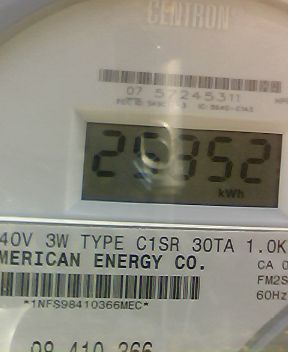 CENTRON
07 57245311
25352
kWh
40V 3W TYPE C1SR 30TA 1.0K
MERICAN ENERGY CO. CA 0
FM2S
*1NFS98410366MEC* 60Hz
98 410 366